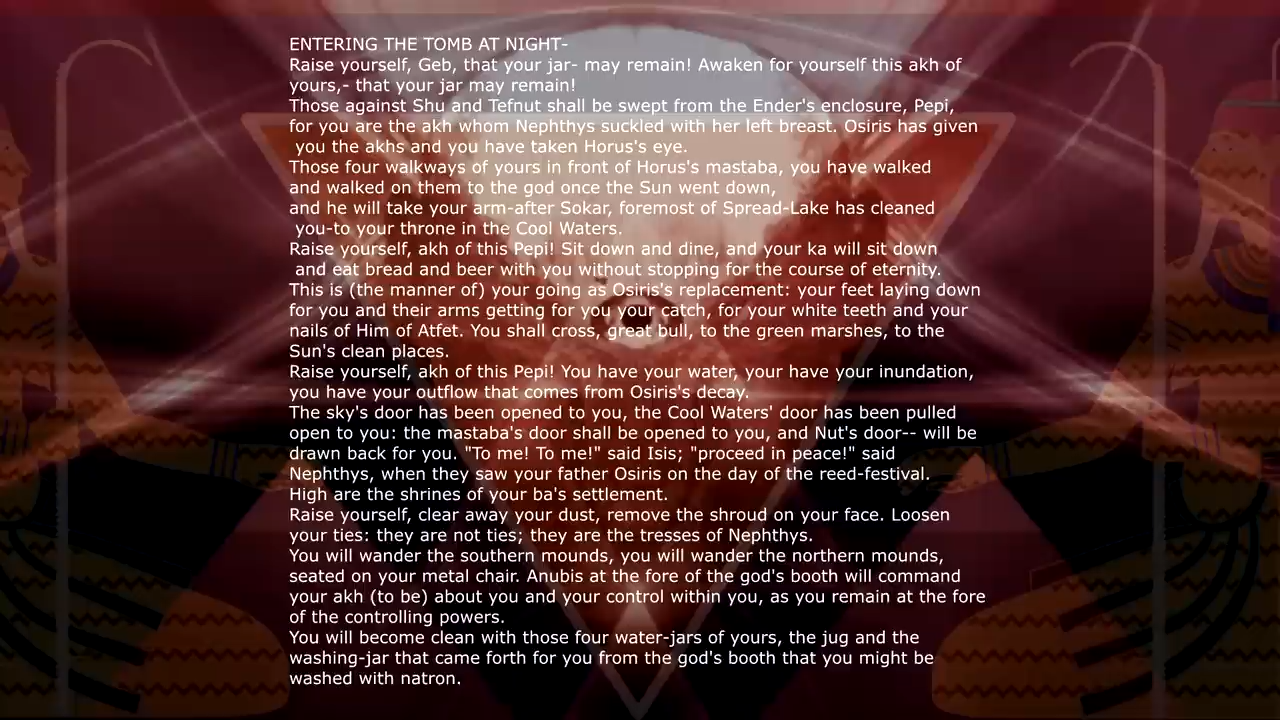 ENTERING THE TOMB AT NIGHT-
Raise yourself, Geb, that your jar- may remain! Awaken for yourself this akh of
yours,- that your jar may remain!
Those against Shu and Tefnut shall be swept from the Ender's enclosure, Pepi,
for you are the akh whom Nephthys suckled with her left breast. Osiris has given
you the akhs and you have taken Horus's eye.
Those four walkways of yours in front of Horus's mastaba, you have walked
and walked on them to the god once the Sun went down,
and he will take your arm-after Sokar, foremost of Spread-Lake has cleaned
you-to your throne in the Cool Waters.
Raise yourself, akh of this Pepi! Sit down and dine, and your ka will sit down
and eat bread and beer with you without stopping for the course of eternity.
This is (the manner of) your going as Osiris's replacement: your feet laying down
for you and their arms getting for you your catch, for your white teeth and your
nails of Him of Atfet. You shall cross, great bull, to the green marshes, to the
Sun's clean places.
Raise yourself, akh of this Pepi! You have your water, your have your inundation,
you have your outflow that comes from Osiris's decay.
The sky's door has been opened to you, the Cool Waters' door has been pulled
open to you: the mastaba's door shall be opened to you, and Nut's door-- will be
drawn back for you. "To me! To me!" said Isis; "proceed in peace!" said
Nephthys, when they saw your father Osiris on the day of the reed-festival.
High are the shrines of your ba's settlement.
Raise yourself, clear away your dust, remove the shroud on your face. Loosen
your ties: they are not ties; they are the tresses of Nephthys.
You will wander the southern mounds, you will wander the northern mounds,
seated on your metal chair. Anubis at the fore of the god's booth will command
your akh (to be) about you and your control within you, as you remain at the fore
of the controlling powers.
You will become clean with those four water-jars of yours, the jug and the
washing-jar that came forth for you from the god's booth that you might be
washed with natron.